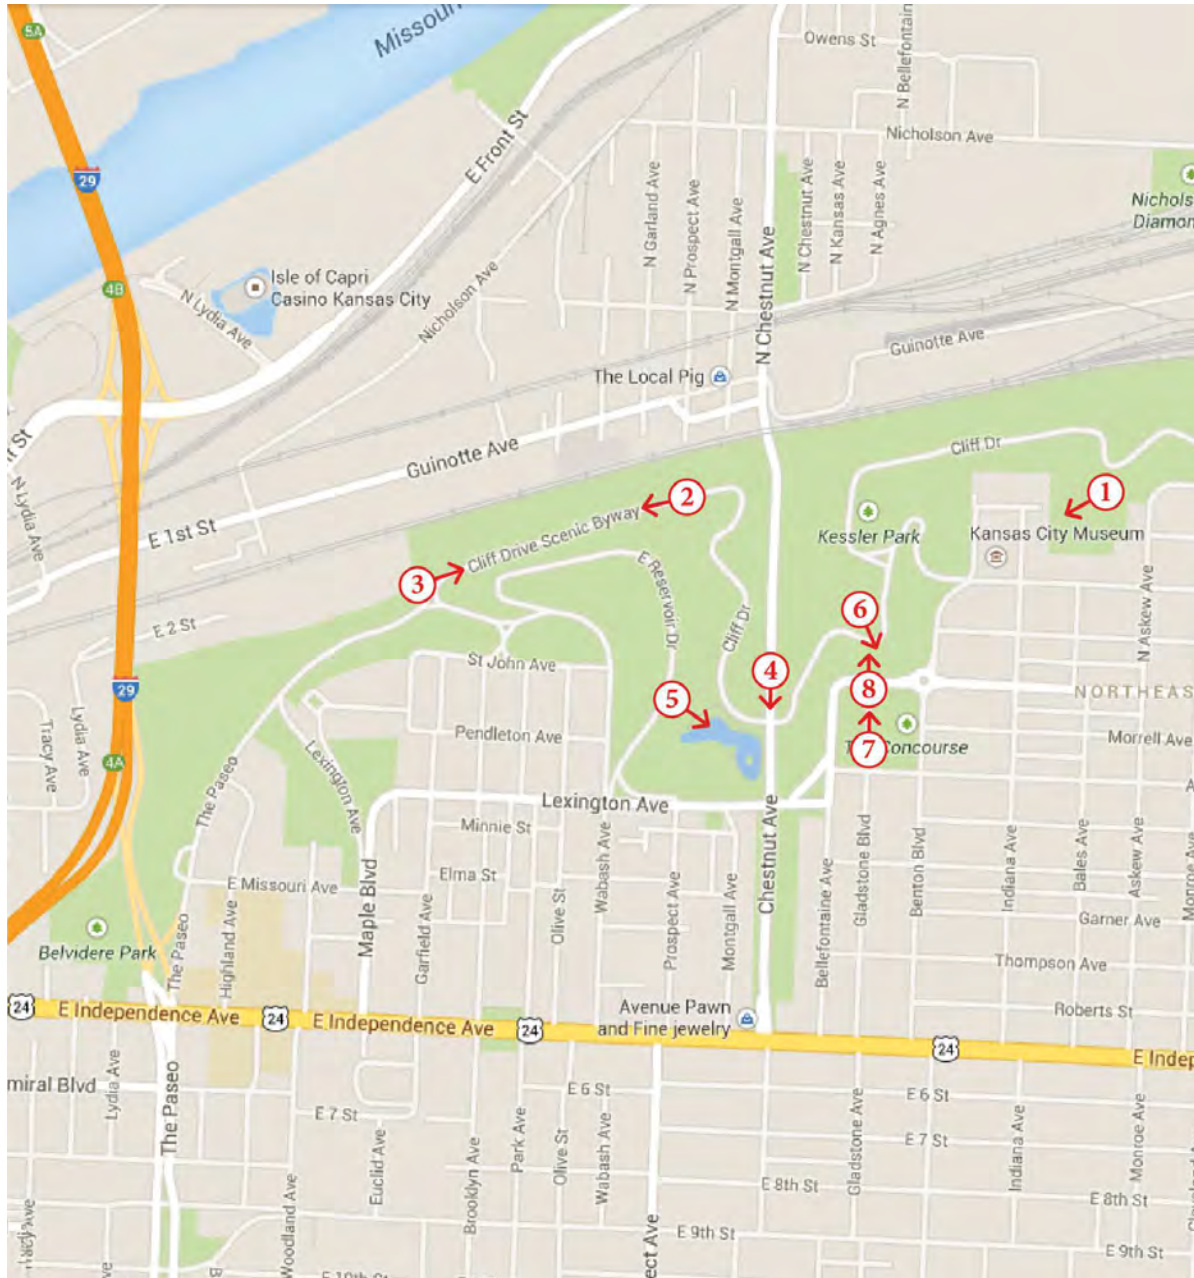 5A
Missour
Owens St
N Bellefontain
E Front St
Nicholson Ave
29
Nichols
Diamon
N Garland Ave
N Prospect Ave
N Montgall Ave
N Chestnut Ave
N Chestnut Ave
N Kansas Ave
N Agnes Ave
4B
Isle of Capri
Casino Kansas City
N Lydia Ave
Nicholson Ave
Guinotte Ave
The Local Pig
Guinotte Ave
Cliff Dr
N Lydia Ave
E 1st St
2
1
Cliff Drive Scenic Byway
Kessler Park
Kansas City Museum
3
E Reservoir Dr
Cliff Dr
6
N Askew Ave
E 2 St
St John Ave
4
8
29
5
NORTHEAS
Tracy Ave
Lydia Ave
Pendleton Ave
7
Concourse
Morrell Ave
4A
The Paseo
Lexington Ave
Lexington Ave
Minnie St
Elma St
E Missouri Ave
Maple Blvd
Garfield Ave
Olive St
Wabash Ave
Prospect Ave
Montgall Ave
Chestnut Ave
Bellefontaine Ave
Gladstone Blvd
Benton Blvd
Indiana Ave
Bales Ave
Askew Ave
Monroe Ave
Garner Ave
Belvidere Park
The Paseo
Highland Ave
Thompson Ave
Roberts St
24
E Independence Ave
24
E Independence Ave
24
Avenue Pawn
and Fine jewelry
24
E Indep
miral Blvd
Lydia Ave
The Paseo
E 6 St
E 6 St
E 7 St
E 7 St
Euclid Ave
Brooklyn Ave
Park Ave
Olive St
Wabash Ave
Gladstone Ave
Indiana Ave
Monroe Ave
E 8th St
E 8th St
Woodland Ave
ect Ave
E 9th St
E 9th St
E 10th St